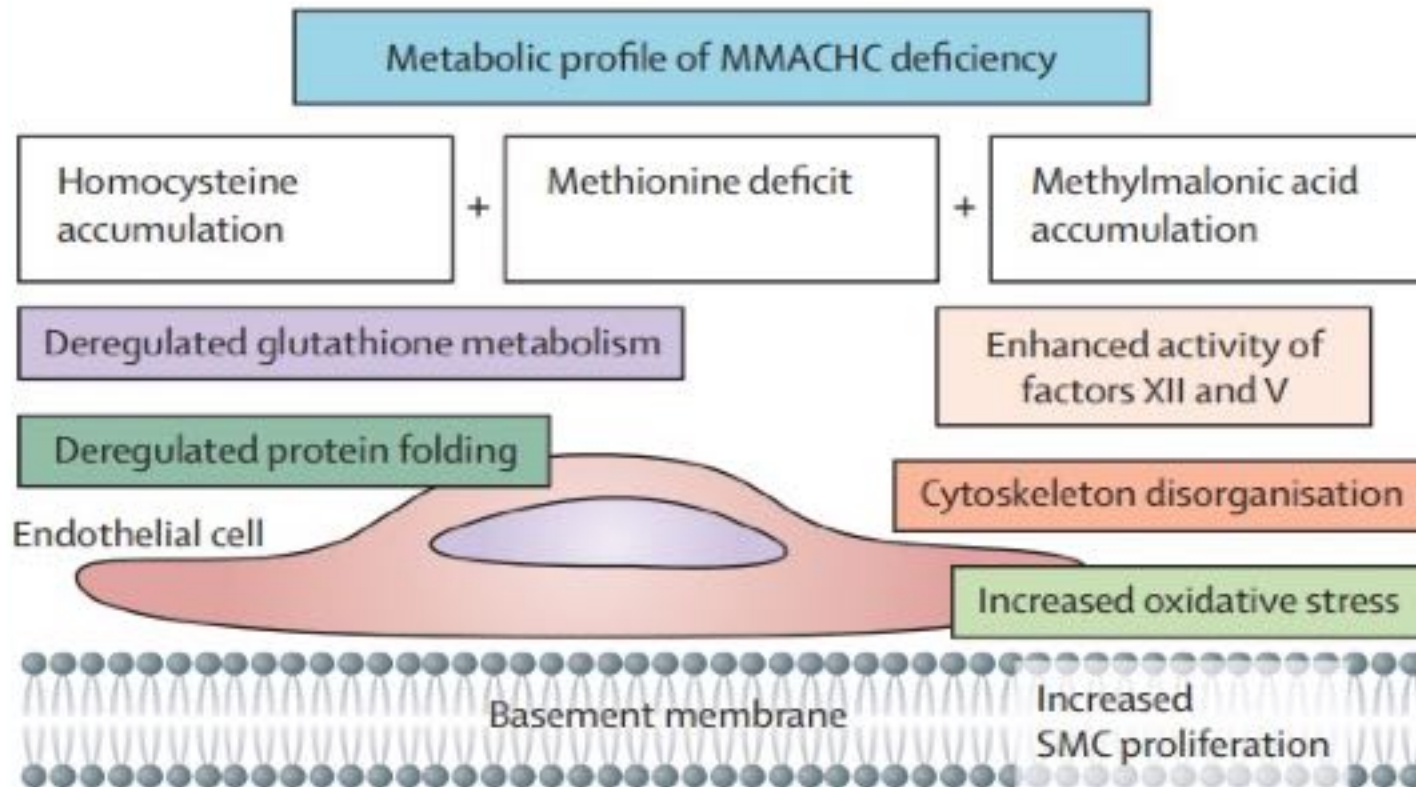 Metabolic profile of MMACHC deficiency
Homocysteine
accumulation
+
Methionine deficit
+
Methylmalonic acid
accumulation
Deregulated glutathione metabolism
Enhanced activity of
factors XII and V
Deregulated protein folding
Cytoskeleton disorganisation
Endothelial cell
Increased oxidative stress
Basement membrane
Increased
SMC proliferation